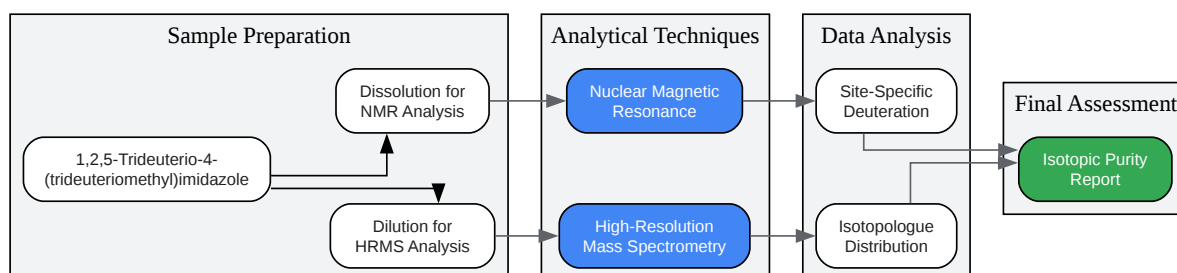 Sample Preparation
Analytical Techniques
Data Analysis
Final Assessment
1,2,5-Trideuterio-4-
(trideuteriomethyl)imidazole
Dissolution for
NMR Analysis
Dilution for
HRMS Analysis
Nuclear Magnetic
Resonance
High-Resolution
Mass Spectrometry
Site-Specific
Deuteration
Isotopologue
Distribution
Isotopic Purity
Report